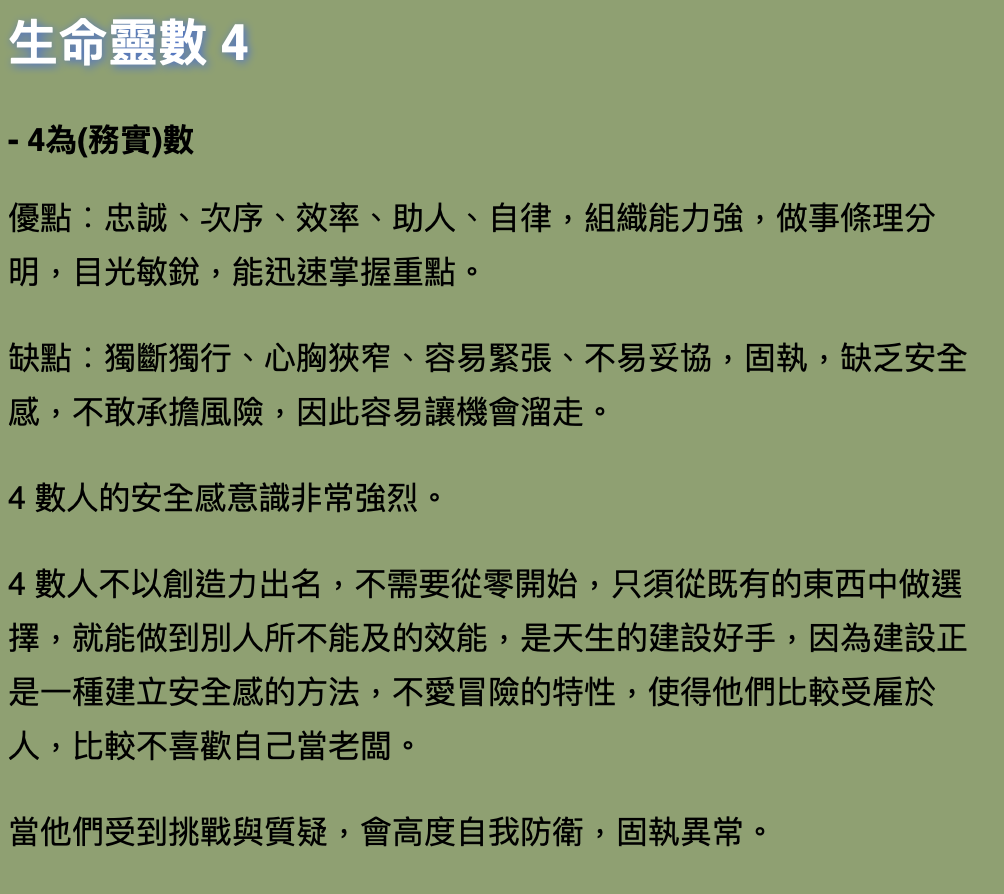 生命靈數 4
- 4為(務實)數
優點：忠誠、次序、效率、助人、自律，組織能力強，做事條理分
明，目光敏銳，能迅速掌握重點。
缺點：獨斷獨行、心胸狹窄、容易緊張、不易妥協，固執，缺乏安全
感，不敢承擔風險，因此容易讓機會溜走。
4 數人的安全感意識非常強烈。
4 數人不以創造力出名，不需要從零開始，只須從既有的東西中做選
擇，就能做到別人所不能及的效能，是天生的建設好手，因為建設正
是一種建立安全感的方法，不愛冒險的特性，使得他們比較受雇於
人，比較不喜歡自己當老闆。
當他們受到挑戰與質疑，會高度自我防衛，固執異常。